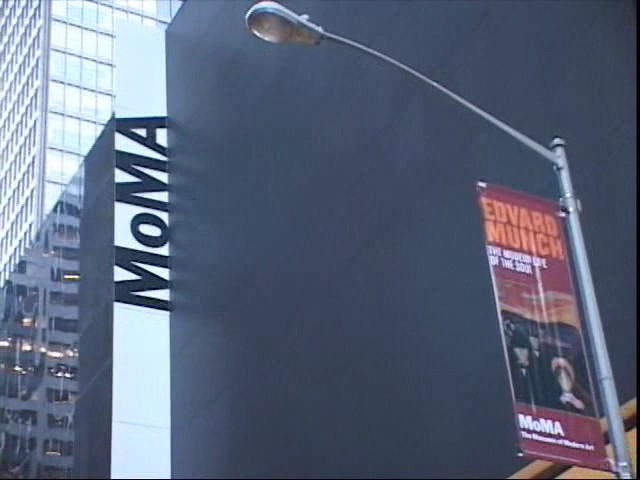 MoMA
EDVARD
MUNCH
THE MODERN LIFE
OF THE SOUL
MoMA
The Museum of Modern Art